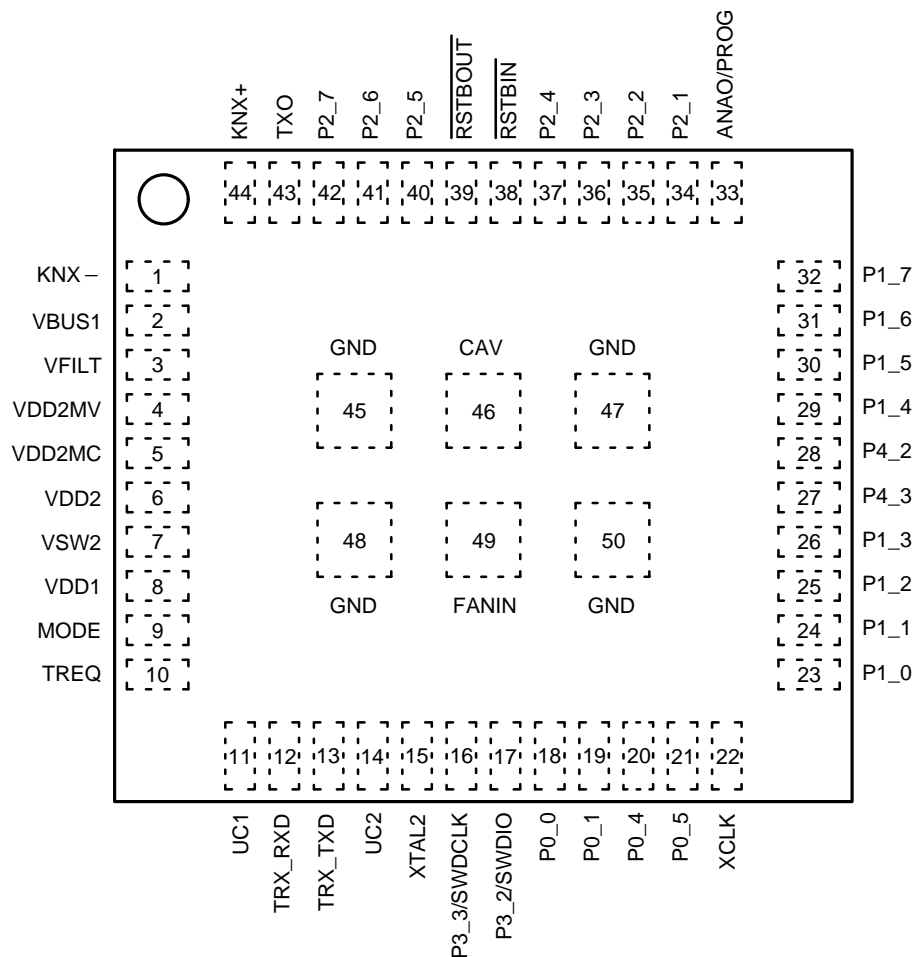 KNX+
TXO
P2_7
P2_6
P2_5
RSTBOUT
RSTBIN
P2_4
P2_3
P2_2
P2_1
ANAO/PROG
44 43 42 41 40 39 38 37 36 35 34 33
KNX – 1 32 P1_7
VBUS1 2 31 P1_6
VFILT 3 30 P1_5
VDD2MV 4 29 P1_4
VDD2MC 5 28 P4_2
VDD2 6 27 P4_3
VSW2 7 26 P1_3
VDD1 8 25 P1_2
MODE 9 24 P1_1
TREQ 10 23 P1_0
GND CAV GND
45 46 47
48 49 50
GND FANIN GND
11 12 13 14 15 16 17 18 19 20 21 22
UC1
TRX_RXD
TRX_TXD
UC2
XTAL2
P3_3/SWDCLK
P3_2/SWDIO
P0_0
P0_1
P0_4
P0_5
XCLK